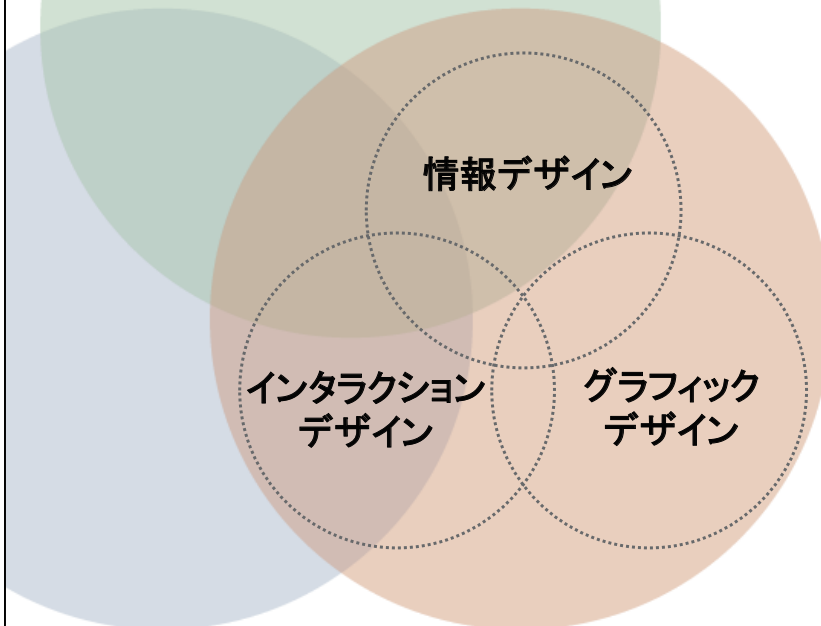 情報デザイン
インタラクション
デザイン
グラフィック
デザイン